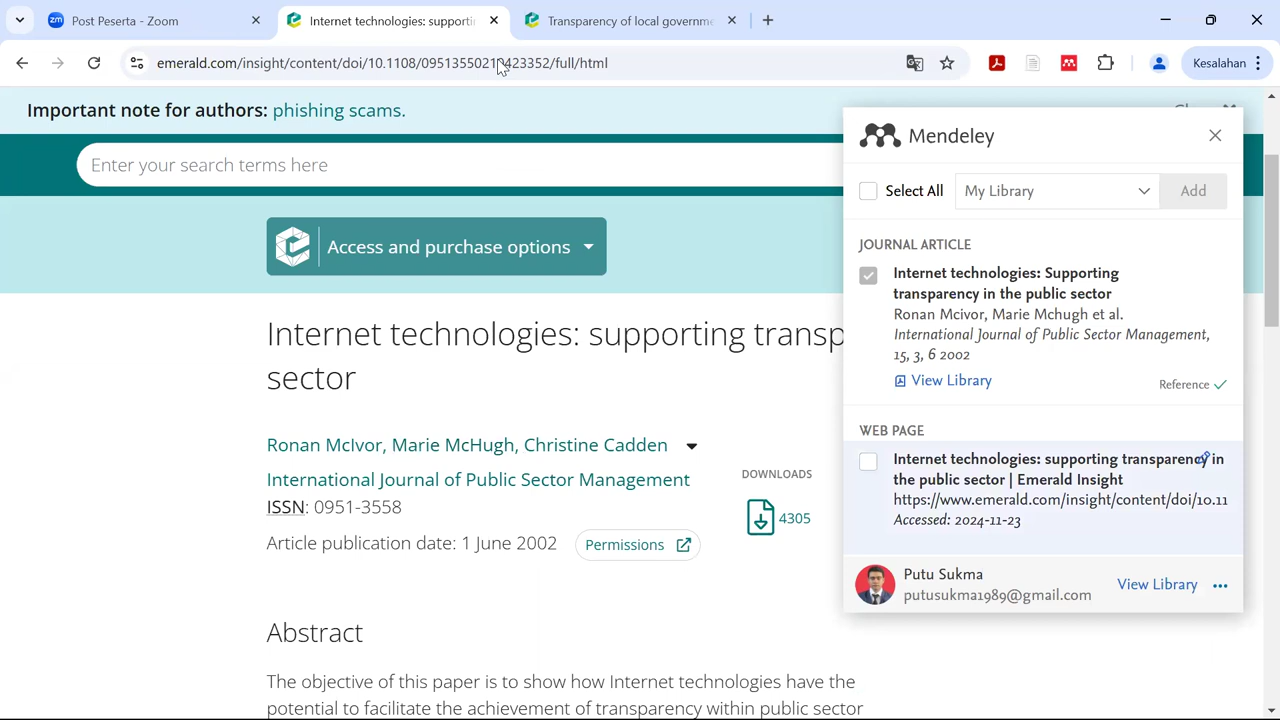 Post Peserta - Zoom
Internet technologies: supporti
Transparency of local governme
emerald.com/insight/content/doi/10.1108/09513550210423352/full/html
Kesalahan
Important note for authors: phishing scams.
Enter your search terms here
Access and purchase options
Internet technologies: supporting transp
sector
Ronan McIvor, Marie McHugh, Christine Cadden
International Journal of Public Sector Management
ISSN: 0951-3558
Article publication date: 1 June 2002
Permissions
DOWNLOADS
4305
Abstract
The objective of this paper is to show how Internet technologies have the
potential to facilitate the achievement of transparency within public sector
Mendeley
Select All
My Library
Add
JOURNAL ARTICLE
Internet technologies: Supporting
transparency in the public sector
Ronan Mcivor, Marie Mchugh et al.
International Journal of Public Sector Management,
15, 3, 6 2002
View Library
Reference
WEB PAGE
Internet technologies: supporting transparency in
the public sector | Emerald Insight
https://www.emerald.com/insight/content/doi/10.11
Accessed: 2024-11-23
Putu Sukma
putusukma1989@gmail.com
View Library